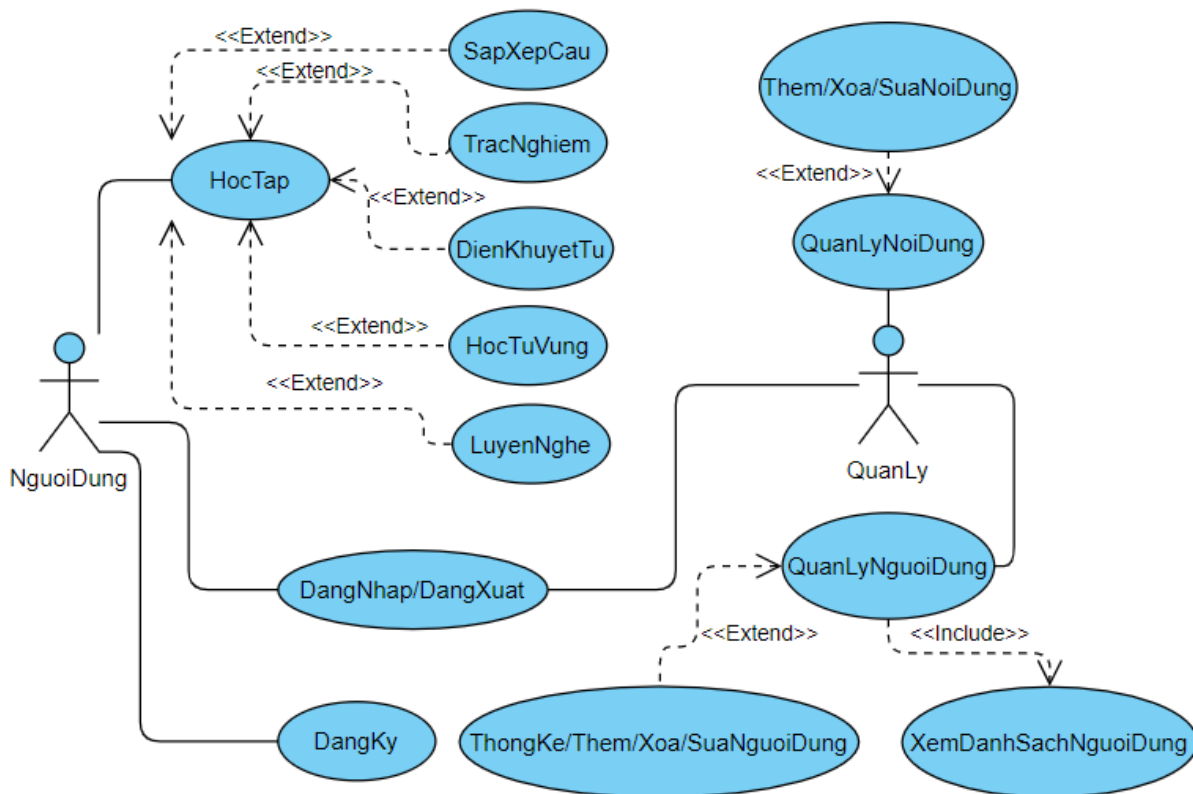 <<Extend>>
SapXepCau
<<Extend>>
Them/Xoa/SuaNoiDung
TracNghiem
HocTap
<<Extend>>
<<Extend>>
DienKhuyetTu
QuanLyNoiDung
<<Extend>>
HocTuVung
<<Extend>>
LuyenNghe
NguoiDung
QuanLy
DangNhap/DangXuat
QuanLyNguoiDung
<<Extend>>
<<Include>>
DangKy
ThongKe/Them/Xoa/SuaNguoiDung
XemDanhSachNguoiDung